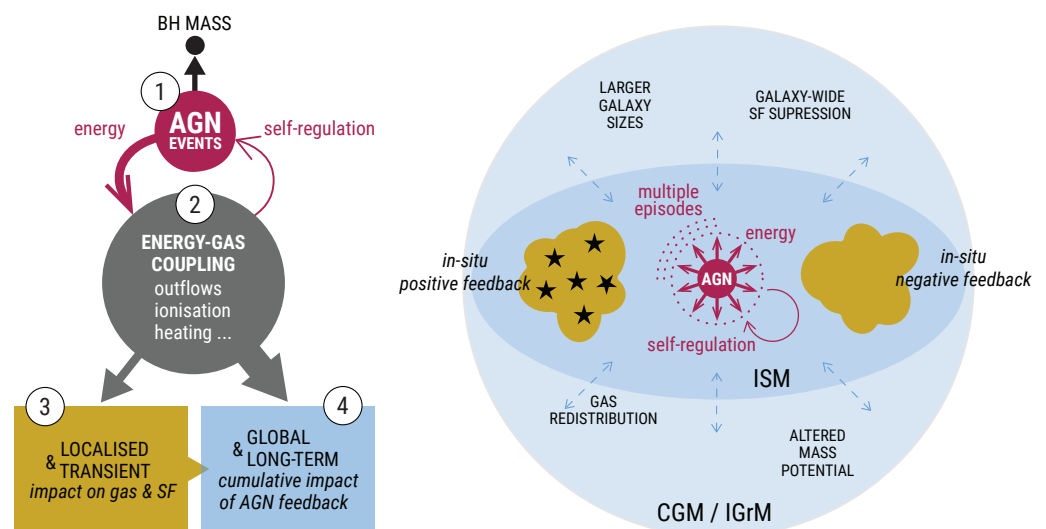 BH MASS
1
AGN
EVENTS
energy
self-regulation
2
ENERGY-GAS
COUPLING
outflows
ionisation
heating ...
3
LOCALISED
& TRANSIENT
impact on gas & SF
4
GLOBAL
& LONG-TERM
cumulative impact
of AGN feedback
LARGER
GALAXY
SIZES
GALAXY-WIDE
SF SUPRESSION
multiple
episodes
energy
in-situ
positive feedback
AGN
in-situ
negative feedback
self-regulation
ISM
GAS
REDISTRIBUTION
ALTERED
MASS
POTENTIAL
CGM / IGrM